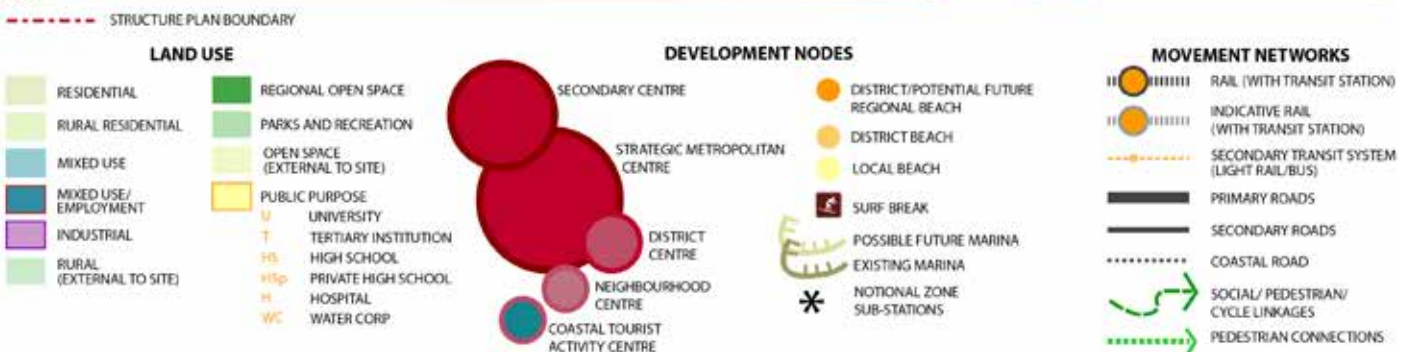 STRUCTURE PLAN BOUNDARY
LAND USE
RESIDENTIAL
RURAL RESIDENTIAL
MIXED USE
MIXED USE/
EMPLOYMENT
INDUSTRIAL
RURAL
(EXTERNAL TO SITE)
REGIONAL OPEN SPACE
PARKS AND RECREATION
OPEN SPACE
(EXTERNAL TO SITE)
PUBLIC PURPOSE
U UNIVERSITY
T TERTIARY INSTITUTION
HS HIGH SCHOOL
HSp PRIVATE HIGH SCHOOL
H HOSPITAL
WC WATER CORP
DEVELOPMENT NODES
SECONDARY CENTRE
STRATEGIC METROPOLITAN
CENTRE
DISTRICT
CENTRE
NEIGHBOURHOOD
CENTRE
COASTAL TOURIST
ACTIVITY CENTRE
DISTRICT/POTENTIAL FUTURE
REGIONAL BEACH
DISTRICT BEACH
LOCAL BEACH
SURF BREAK
POSSIBLE FUTURE MARINA
EXISTING MARINA
NOTIONAL ZONE
SUB-STATIONS
MOVEMENT NETWORKS
RAIL (WITH TRANSIT STATION)
INDICATIVE RAIL
(WITH TRANSIT STATION)
SECONDARY TRANSIT SYSTEM
(LIGHT RAIL/BUS)
PRIMARY ROADS
SECONDARY ROADS
COASTAL ROAD
SOCIAL/ PEDESTRIAN/
CYCLE LINKAGES
PEDESTRIAN CONNECTIONS